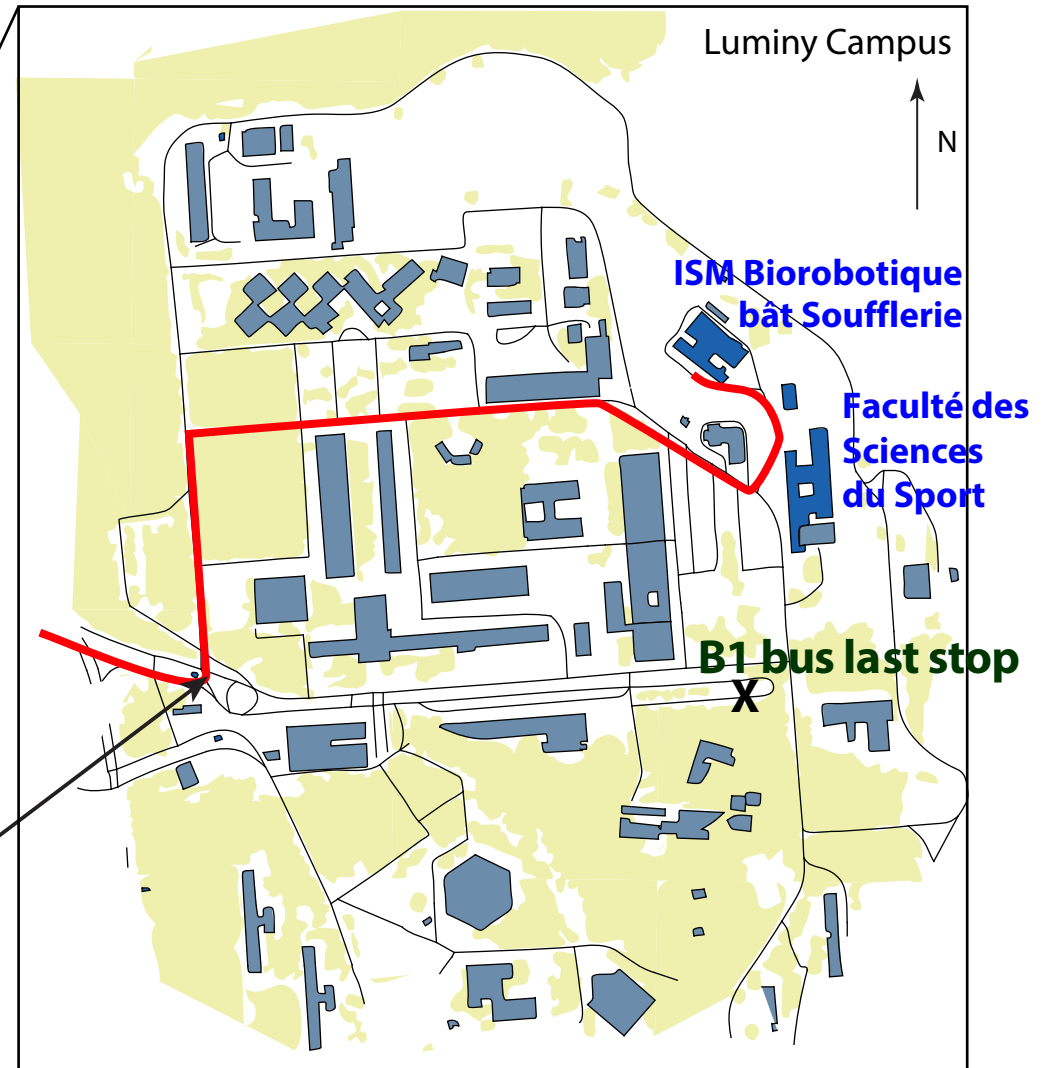 Luminy Campus
N
ISM Biorobotique
bât Soufflerie
Faculté des
Sciences
du Sport
B1 bus last stop
X